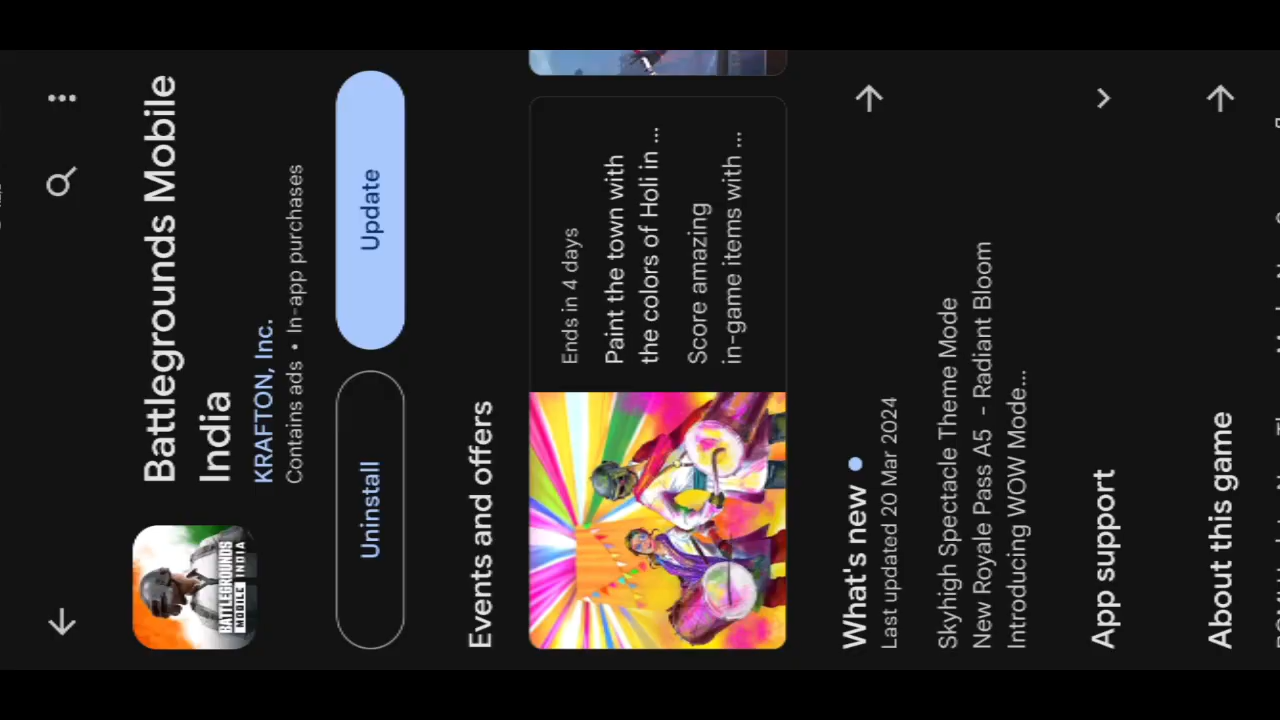 Battlegrounds Mobile
India
KRAFTON, Inc.
Contains ads • In-app purchases
BATTLEGROUNDS
MOBILE INDIA
Uninstall
Update
Events and offers
Ends in 4 days
Paint the town with
the colors of Holi in ...
Score amazing
in-game items with ...
What's new
Last updated 20 Mar 2024
Skyhigh Spectacle Theme Mode
New Royale Pass A5 - Radiant Bloom
Introducing WOW Mode...
App support
About this game